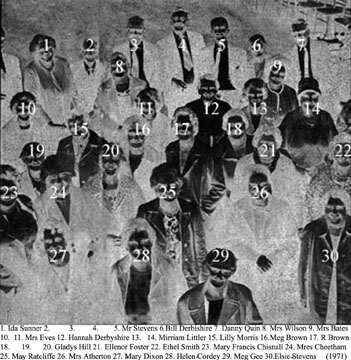 1 2 3 4 5 6 7
8 9
10 11 12 13 14
15 16 17 18
19 20 21 22
23 24 25 26
27 28 29 30
1. Ida Sunner 2. 3. 4. 5. Mr Stevens 6.Bill Derbishire 7. Danny Quin 8. Mrs Wilson 9. Mrs Bates
10. 11. Mrs Eves 12. Hannah Derbyshire 13. 14. Mirriam Littler 15. Lilly Morris 16.Meg Brown 17. R Brown
18. 19. 20. Gladys Hill 21. Ellenor Foster 22. Ethel Smith 23. Mary Francis Chisnall 24. Mres Cheetham
25. May Ratcliffe 26. Mrs Atherton 27. Mary Dixon 28. Helen Cordey 29. Meg Gee 30.Elsie-Stevens (1971)